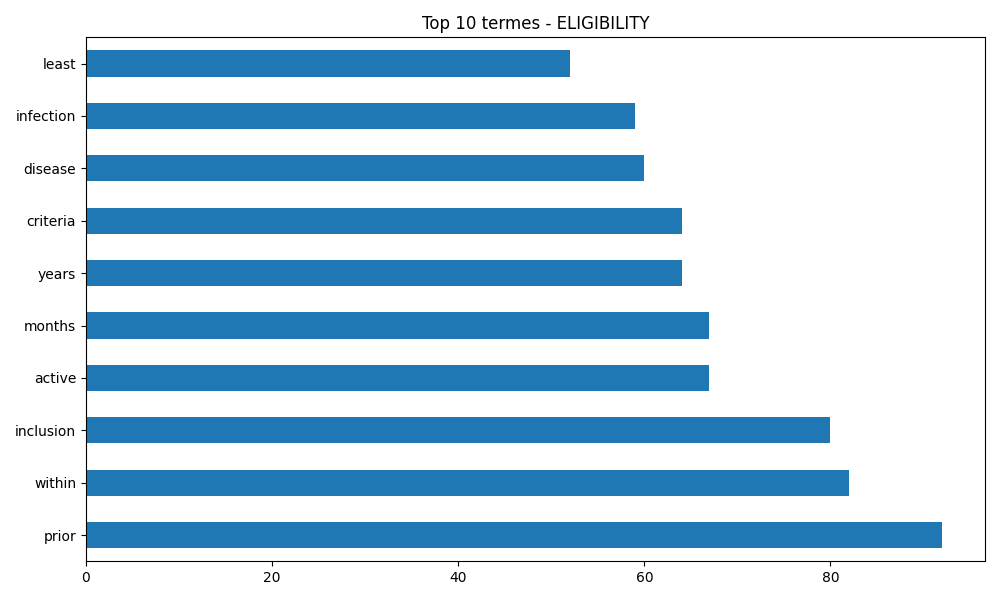 Top 10 termes - ELIGIBILITY
least
infection
disease
criteria
years
months
active
inclusion
within
prior
0 20 40 60 80